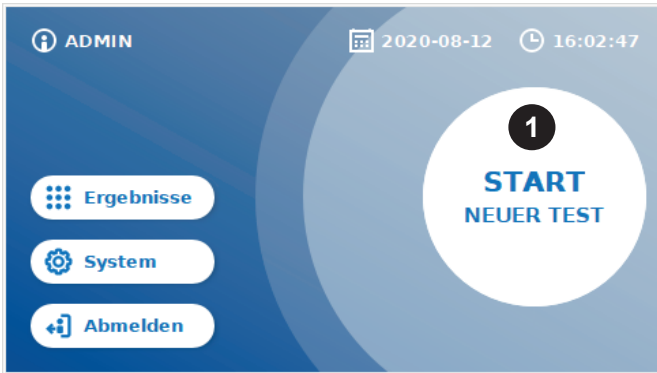 ADMIN 2020-08-12 16:02:47
1
START
NEUER TEST
Ergebnisse
System
Abmelden